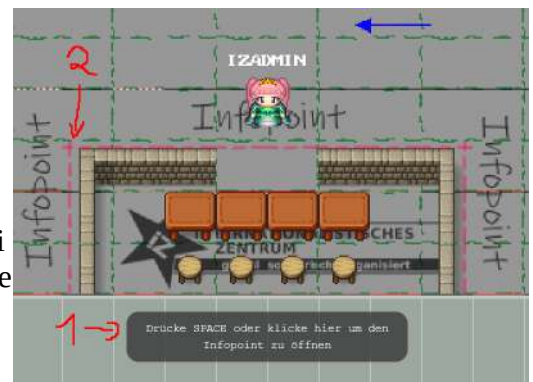 2
IZADMIN
Infopoint
Infopoint
Infopoint
ZENTRUM
1
Drücke SPACE oder klicke hier um den
Infopoint zu öffnen